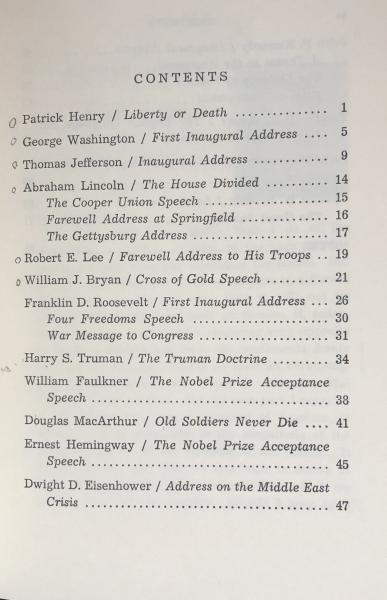 CONTENTS
Patrick Henry / Liberty or Death ............... 1
George Washington / First Inaugural Address .... 5
Thomas Jefferson / Inaugural Address ............ 9
Abraham Lincoln / The House Divided .......... 14
The Cooper Union Speech .................... 15
Farewell Address at Springfield ............... 16
The Gettysburg Address ...................... 17
Robert E. Lee / Farewell Address to His Troops .. 19
William J. Bryan / Cross of Gold Speech ......... 21
Franklin D. Roosevelt / First Inaugural Address ... 26
Four Freedoms Speech ...................... 30
War Message to Congress .................... 31
Harry S. Truman / The Truman Doctrine ......... 34
William Faulkner / The Nobel Prize Acceptance
Speech ..................................... 38
Douglas MacArthur / Old Soldiers Never Die .... 41
Ernest Hemingway / The Nobel Prize Acceptance
Speech ..................................... 45
Dwight D. Eisenhower / Address on the Middle East
Crisis ...................................... 47